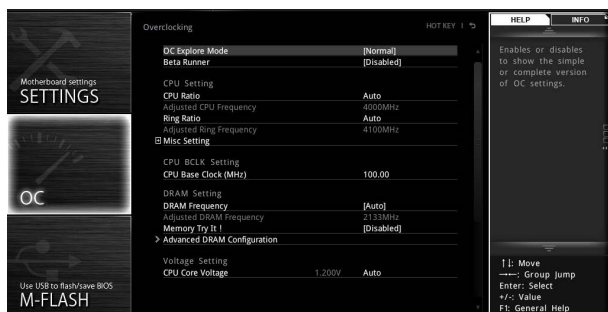 Motherboard settings
SETTINGS
OC
Use USB to flash/save BIOS
M-FLASH
Overclocking
HOT KEY
OC Explore Mode [Normal]
Beta Runner [Disabled]
CPU Setting
CPU Ratio Auto
Adjusted CPU Frequency 4000MHz
Ring Ratio Auto
Adjusted Ring Frequency 4100MHz
Misc Setting
CPU BCLK Setting
CPU Base Clock (MHz) 100.00
DRAM Setting
DRAM Frequency [Auto]
Adjusted DRAM Frequency 2133MHz
Memory Try It ! [Disabled]
Advanced DRAM Configuration
Voltage Setting
CPU Core Voltage 1.200V Auto
HELP INFO
Enables or disables
to show the simple
or complete version
of OC settings.
↑↓: Move
→←: Group Jump
Enter: Select
+/-: Value
F1: General Help